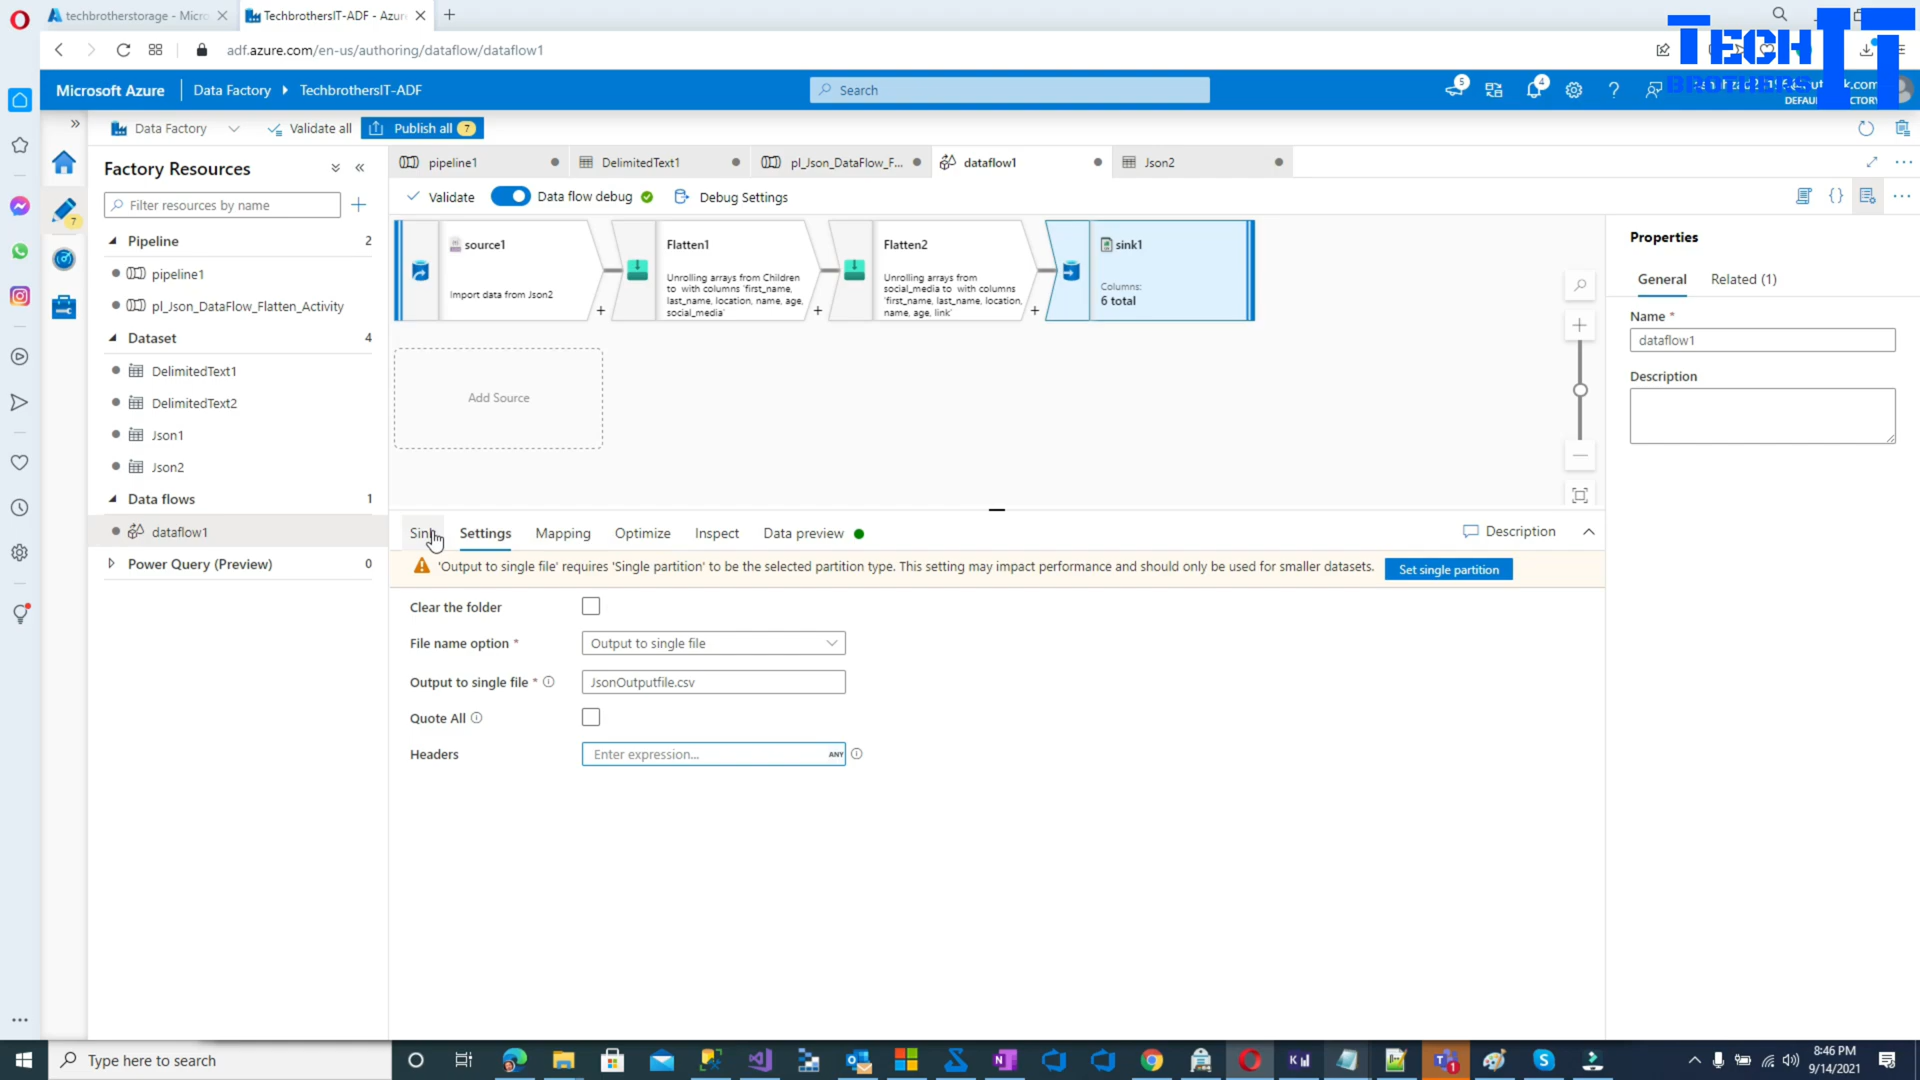 techbrotherstorage - Micro
TechbrothersIT-ADF - Azur
adf.azure.com/en-us/authoring/dataflow/dataflow1
TECH IT
BROTHERS
Microsoft Azure
Data Factory
TechbrothersIT-ADF
Search
5
4
Data Factory
Validate all
Publish all
7
Factory Resources
Filter resources by name
7
Pipeline
2
pipeline1
pl_Json_DataFlow_Flatten_Activity
Dataset
4
DelimitedText1
DelimitedText2
Json1
Json2
Data flows
1
dataflow1
Power Query (Preview)
0
pipeline1
DelimitedText1
pl_Json_DataFlow_F...
dataflow1
Json2
Validate
Data flow debug
Debug Settings
source1
Import data from Json2
Flatten1
Unrolling arrays from Children
to with columns 'first_name,
last_name, location, name, age,
social_media'
Flatten2
Unrolling arrays from
social_media to with columns
'first_name, last_name, location,
name, age, link'
sink1
Columns:
6 total
Add Source
Properties
General
Related (1)
Name *
dataflow1
Description
Settings
Mapping
Optimize
Inspect
Data preview
Description
'Output to single file' requires 'Single partition' to be the selected partition type. This setting may impact performance and should only be used for smaller datasets.
Set single partition
Clear the folder
File name option *
Output to single file
Output to single file *
JsonOutputfile.csv
Quote All
Headers
Enter expression...
ANY
Type here to search
8:46 PM
9/14/2021